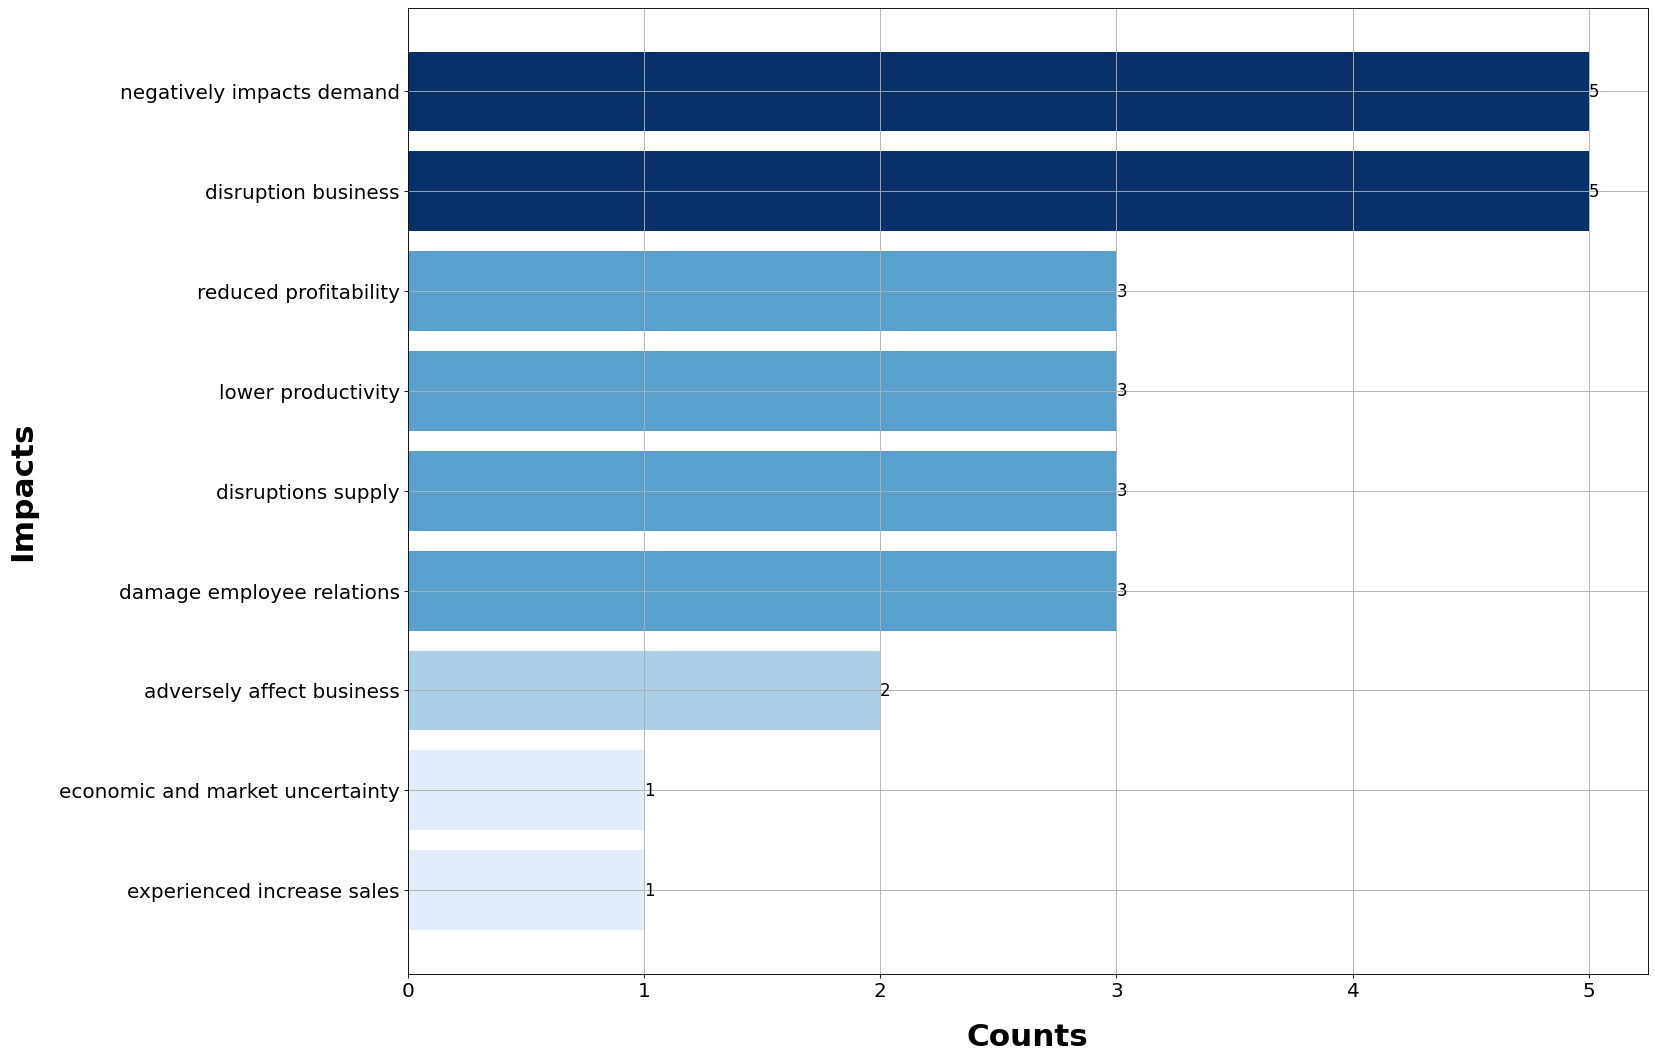 negatively impacts demand
5
disruption business
5
reduced profitability
3
lower productivity
3
disruptions supply
3
damage employee relations
3
adversely affect business
2
economic and market uncertainty
1
experienced increase sales
1
Impacts
0 1 2 3 4 5
Counts